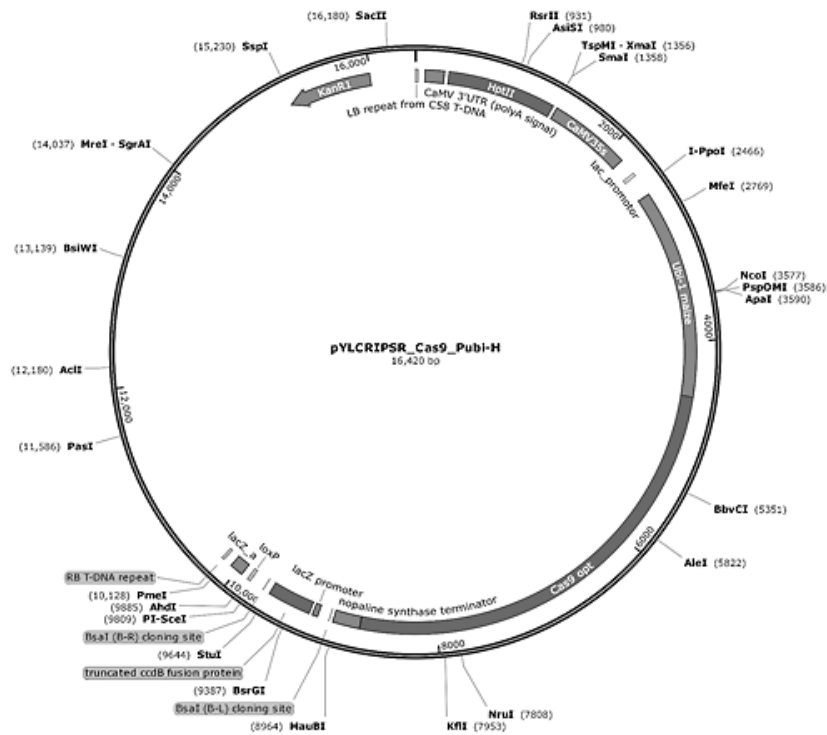 (16,180) SacII
RsrII (931)
AsiSI (980)
TspMI - XmaI (1356)
SmaI (1358)
(15,230) SspI
16,000
KanR1
LB repeat from C58 T-DNA
CaMV 3'UTR (polyA signal)
HptII
CaMV35s
2000
lac_promoter
I-PpoI (2466)
MfeI (2769)
(14,037) MreI - SgrAI
14,000
(13,139) BsiWI
Ubi-1 maize
NcoI (3577)
PspOMI (3586)
ApaI (3590)
4000
pYLCRIPSR_Cas9_Pubi-H
16,420 bp
(12,180) AclI
12,000
(11,586) PasI
BbvCI (5351)
6000
AleI (5822)
Cas9 opt
lacZ_a
loxP
lacZ promoter
nopaline synthase terminator
RB T-DNA repeat
10,000
(10,128) PmeI
(9885) AhdI
(9809) PI-SceI
BsaI (B-R) cloning site
(9644) StuI
truncated ccdB fusion protein
(9387) BsrGI
BsaI (B-L) cloning site
(8964) MauBI
8000
NruI (7808)
KflI (7953)